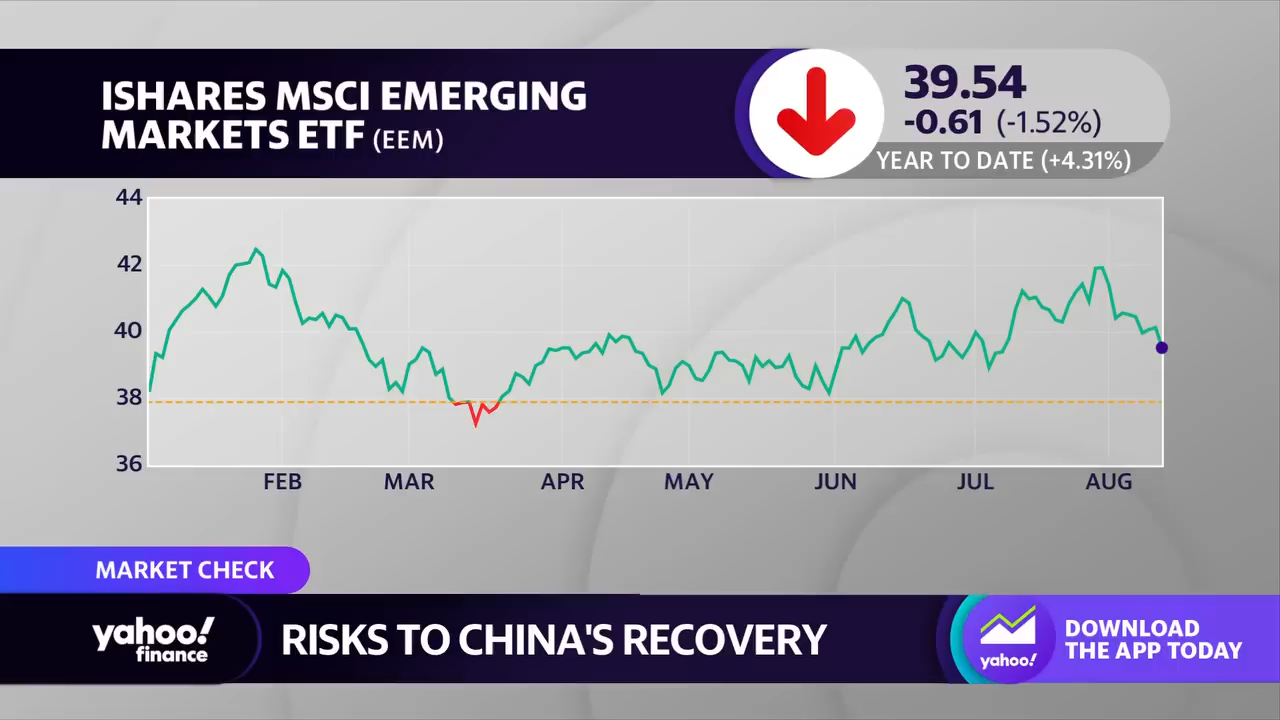 ISHARES MSCI EMERGING
MARKETS ETF (EEM)
39.54
-0.61 (-1.52%)
YEAR TO DATE (+4.31%)
44
42
40
38
36
FEB MAR APR MAY JUN JUL AUG
MARKET CHECK
yahoo!
finance
RISKS TO CHINA'S RECOVERY
yahoo!
DOWNLOAD
THE APP TODAY